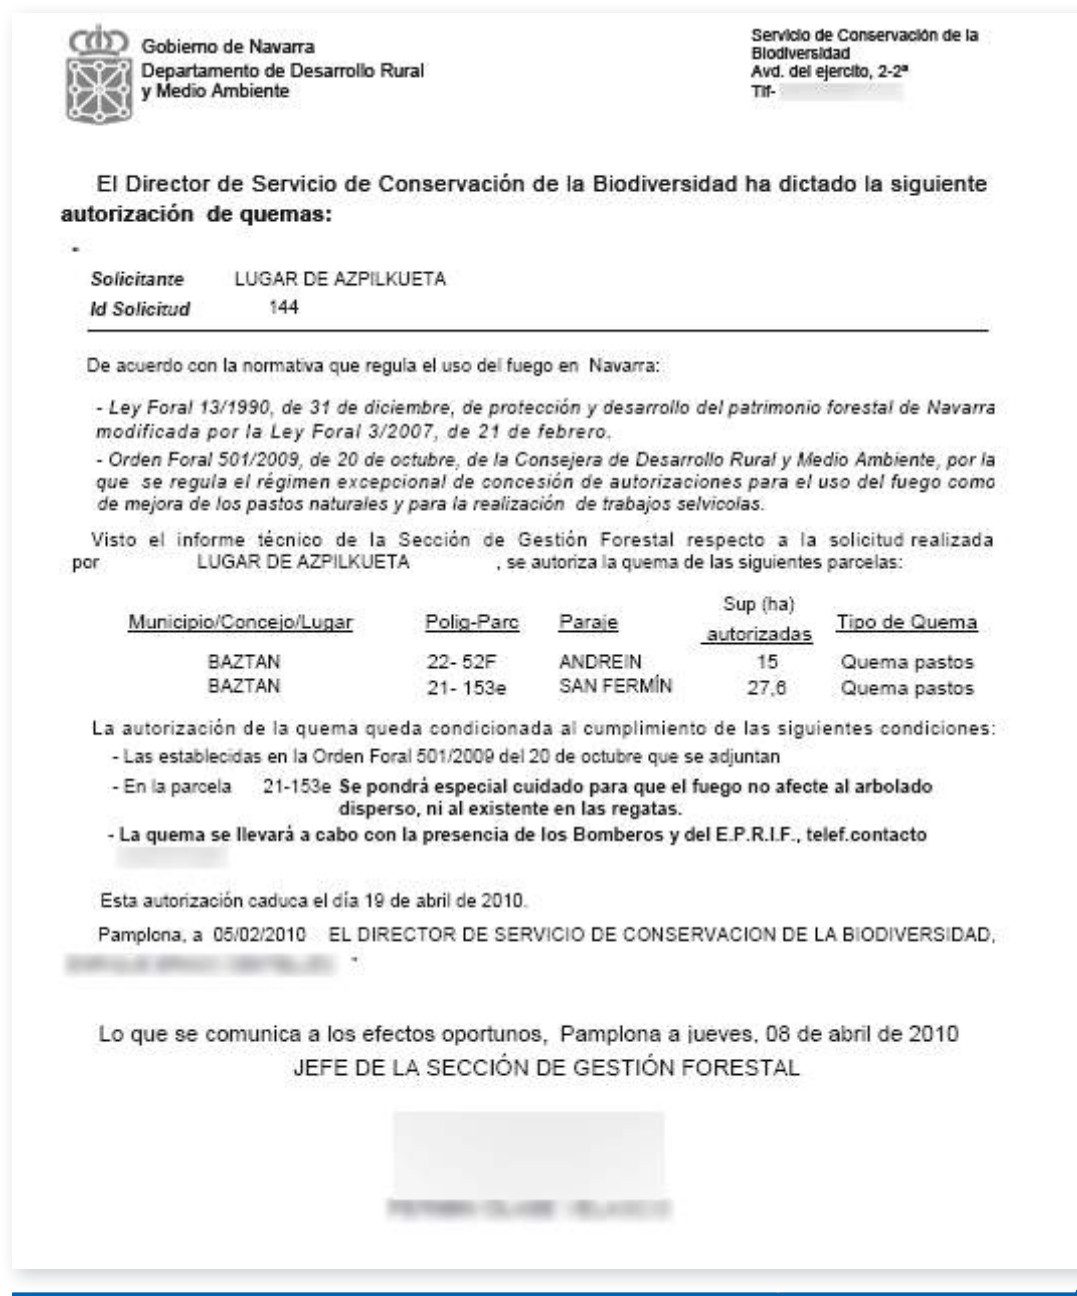 Gobierno de Navarra
Departamento de Desarrollo Rural
y Medio Ambiente
Servicio de Conservación de la
Biodiversidad
Avd. del ejercito, 2-2ª
Tlf-
El Director de Servicio de Conservación de la Biodiversidad ha dictado la siguiente
autorización de quemas:
Solicitante LUGAR DE AZPILKUETA
Id Solicitud 144
De acuerdo con la normativa que regula el uso del fuego en Navarra:
- Ley Foral 13/1990, de 31 de diciembre, de protección y desarrollo del patrimonio forestal de Navarra
modificada por la Ley Foral 3/2007, de 21 de febrero.
- Orden Foral 501/2009, de 20 de octubre, de la Consejera de Desarrollo Rural y Medio Ambiente, por la
que se regula el régimen excepcional de concesión de autorizaciones para el uso del fuego como
de mejora de los pastos naturales y para la realización de trabajos selvicolas.
Visto el informe técnico de la Sección de Gestión Forestal respecto a la solicitud realizada
por LUGAR DE AZPILKUETA , se autoriza la quema de las siguientes parcelas:
Municipio/Concejo/Lugar Polig-Parc Paraje Sup (ha) autorizadas Tipo de Quema
BAZTAN 22- 52F ANDREIN 15 Quema pastos
BAZTAN 21- 153e SAN FERMÍN 27,6 Quema pastos
La autorización de la quema queda condicionada al cumplimiento de las siguientes condiciones:
- Las establecidas en la Orden Foral 501/2009 del 20 de octubre que se adjuntan
- En la parcela 21-153e Se pondrá especial cuidado para que el fuego no afecte al arbolado
disperso, ni al existente en las regatas.
- La quema se llevará a cabo con la presencia de los Bomberos y del E.P.R.I.F., telef.contacto
Esta autorización caduca el día 19 de abril de 2010.
Pamplona, a 05/02/2010 EL DIRECTOR DE SERVICIO DE CONSERVACION DE LA BIODIVERSIDAD,
Lo que se comunica a los efectos oportunos, Pamplona a jueves, 08 de abril de 2010
JEFE DE LA SECCIÓN DE GESTIÓN FORESTAL